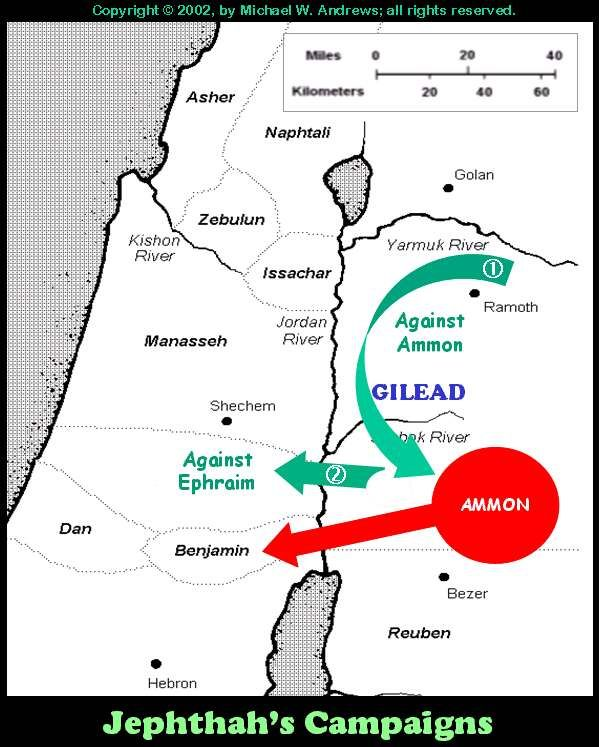 Copyright © 2002, by Michael W. Andrews; all rights reserved.
Miles 0 20 40
Kilometers 20 40 60
Asher
Naphtali
Golan
Zebulun
Kishon
River
Yarmuk River
Issachar
①
Ramoth
Jordan
River
Against
Ammon
Manasseh
GILEAD
Shechem
bok River
Against
Ephraim
②
AMMON
Dan
Benjamin
Bezer
Reuben
Hebron
Jephthah's Campaigns